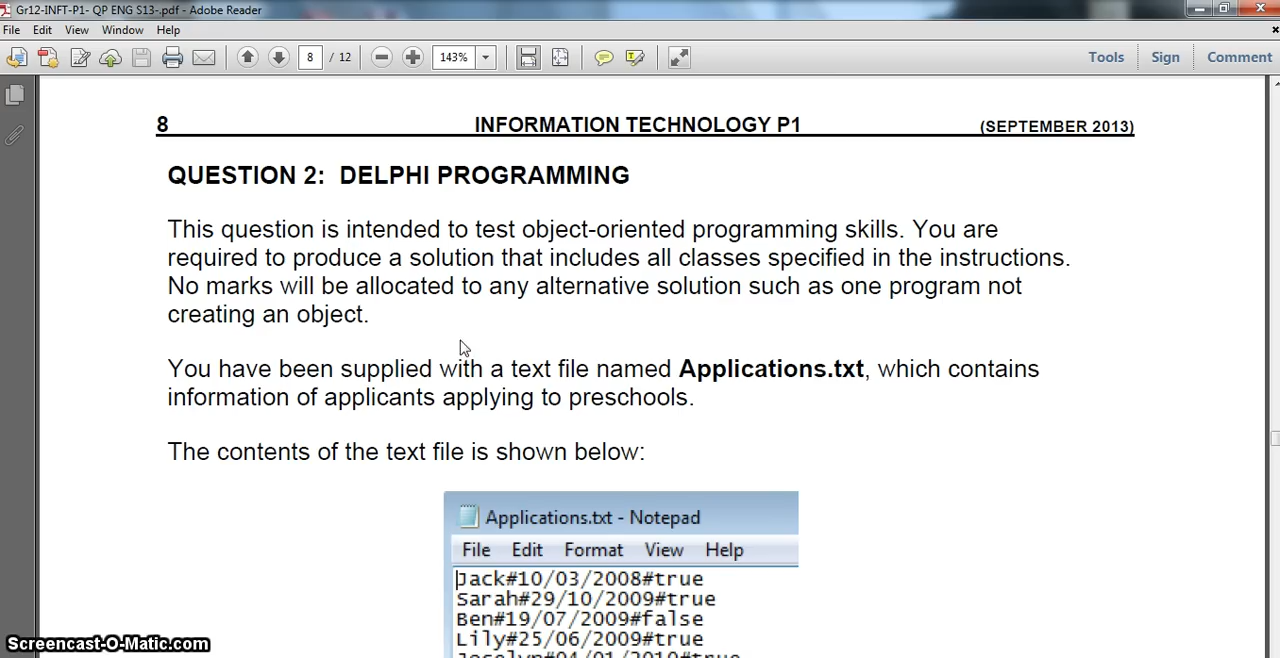 Gr12-INFT-P1- QP ENG S13-.pdf - Adobe Reader
File Edit View Window Help
8 / 12 143% Tools Sign Comment
8 INFORMATION TECHNOLOGY P1 (SEPTEMBER 2013)
QUESTION 2: DELPHI PROGRAMMING
This question is intended to test object-oriented programming skills. You are
required to produce a solution that includes all classes specified in the instructions.
No marks will be allocated to any alternative solution such as one program not
creating an object.
You have been supplied with a text file named Applications.txt, which contains
information of applicants applying to preschools.
The contents of the text file is shown below:
Applications.txt - Notepad
File Edit Format View Help
Jack#10/03/2008#true
Sarah#29/10/2009#true
Ben#19/07/2009#false
Lily#25/06/2009#true
Jocelyn#04/01/2010#true
Screencast-O-Matic.com